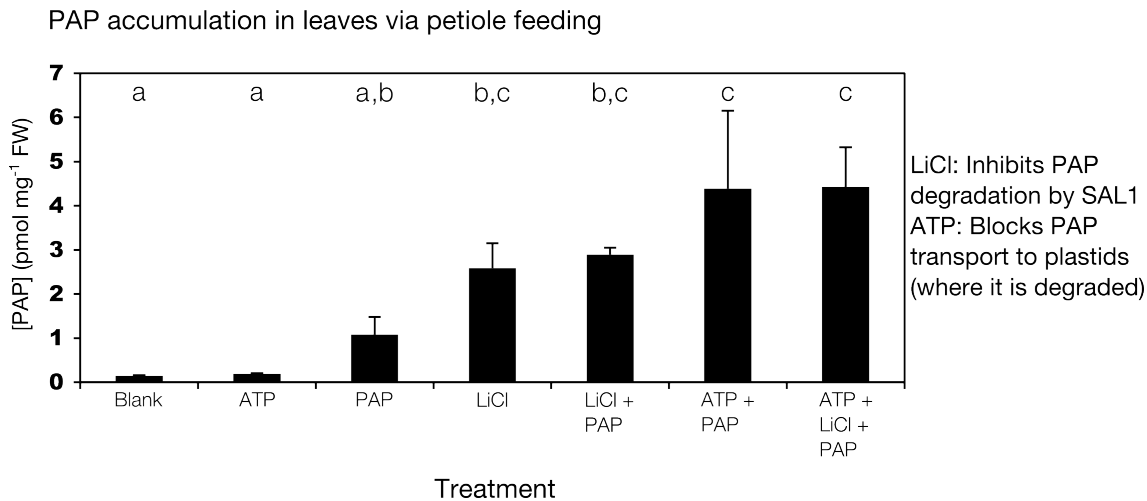 PAP accumulation in leaves via petiole feeding
[PAP] (pmol mg⁻¹ FW)
7
6
5
4
3
2
1
0
a a a,b b,c b,c c c
Blank ATP PAP LiCl LiCl + ATP + ATP +
PAP PAP LiCl +
PAP
Treatment
LiCl: Inhibits PAP
degradation by SAL1
ATP: Blocks PAP
transport to plastids
(where it is degraded)